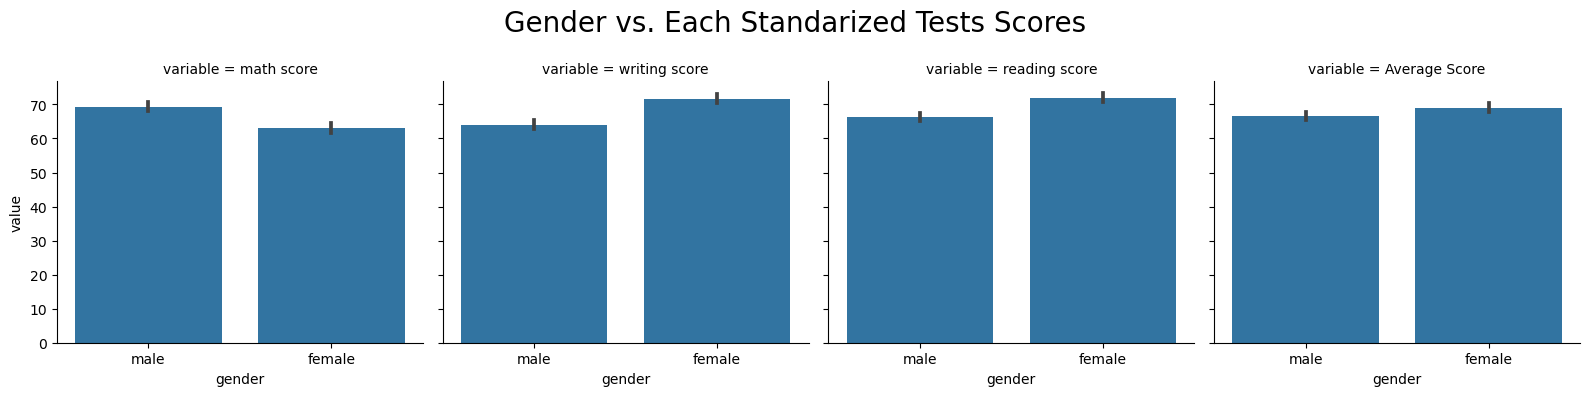 Gender vs. Each Standarized Tests Scores
variable = math score
variable = writing score
variable = reading score
variable = Average Score
value
70
60
50
40
30
20
10
0
male
female
male
female
male
female
male
female
gender
gender
gender
gender